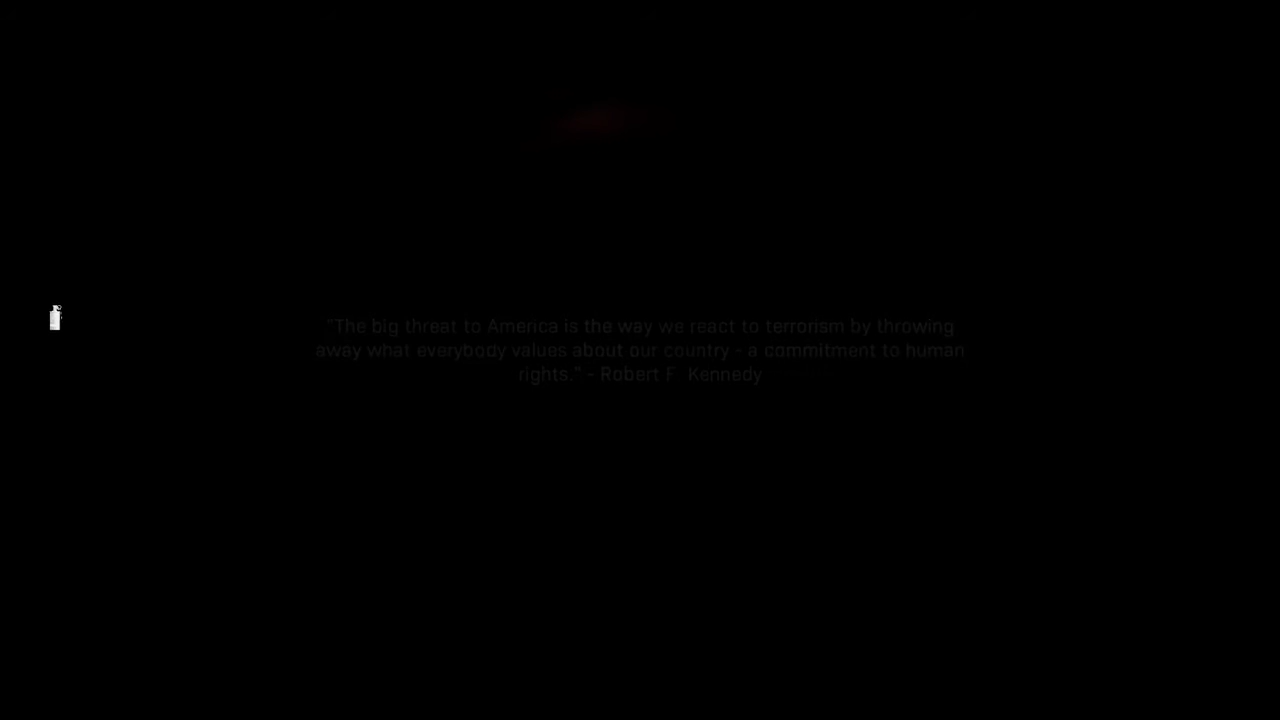 "The big threat to America is the way we react to terrorism by throwing
away what everybody values about our country - a commitment to human
rights." - Robert F. Kennedy